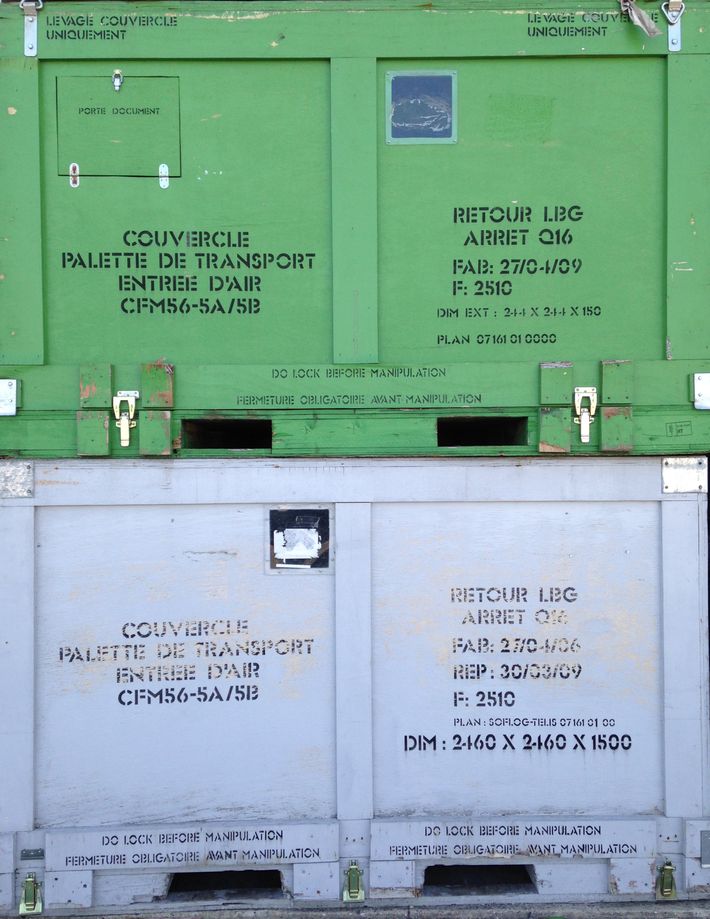 LEVAGE COUVERCLE
UNIQUEMENT
LEVAGE COUVERCLE
UNIQUEMENT
PORTE DOCUMENT
COUVERCLE
PALETTE DE TRANSPORT
ENTREE D'AIR
CFM56-5A/5B
RETOUR LBG
ARRET Q16
FAB: 27/04/09
F: 2510
DIM EXT : 244 X 244 X 150
PLAN 07161 01 0000
DO LOCK BEFORE MANIPULATION
FERMETURE OBLIGATOIRE AVANT MANIPULATION
COUVERCLE
PALETTE DE TRANSPORT
ENTREE D'AIR
CFM56-5A/5B
RETOUR LBG
ARRET Q16
FAB: 27/04/06
REP: 30/03/09
F: 2510
PLAN : SOFLOG-TELIS 07161 01 00
DIM : 2460 X 2460 X 1500
DO LOCK BEFORE MANIPULATION
FERMETURE OBLIGATOIRE AVANT MANIPULATION
DO LOCK BEFORE MANIPULATION
FERMETURE OBLIGATOIRE AVANT MANIPULATION